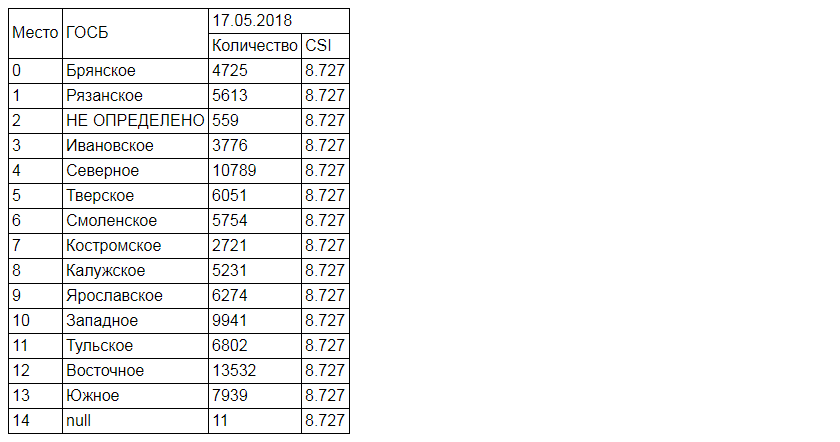 Место ГОСБ 17.05.2018
Количество CSI
0 Брянское 4725 8.727
1 Рязанское 5613 8.727
2 НЕ ОПРЕДЕЛЕНО 559 8.727
3 Ивановское 3776 8.727
4 Северное 10789 8.727
5 Тверское 6051 8.727
6 Смоленское 5754 8.727
7 Костромское 2721 8.727
8 Калужское 5231 8.727
9 Ярославское 6274 8.727
10 Западное 9941 8.727
11 Тульское 6802 8.727
12 Восточное 13532 8.727
13 Южное 7939 8.727
14 null 11 8.727